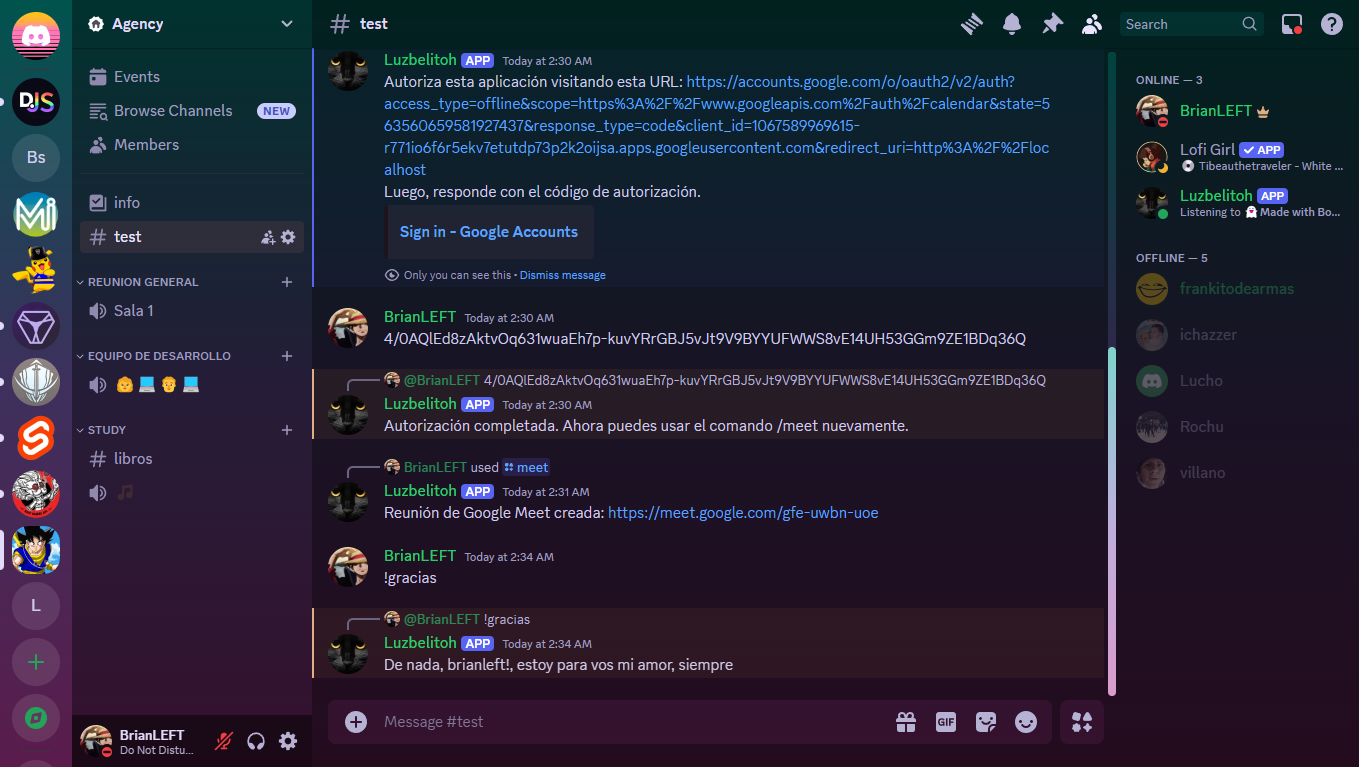 Agency
# test
Search
DJS
Bs
Mi
L
Events
Browse Channels NEW
Members
info
# test
REUNION GENERAL
Sala 1
EQUIPO DE DESARROLLO
STUDY
# libros
BrianLEFT
Do Not Distu...
Luzbelitoh APP Today at 2:30 AM
Autoriza esta aplicación visitando esta URL: https://accounts.google.com/o/oauth2/v2/auth?
access_type=offline&scope=https%3A%2F%2Fwww.googleapis.com%2Fauth%2Fcalendar&state=5
63560659581927437&response_type=code&client_id=1067589969615-
r771io6f6r5ekv7etutdp73p2k2oijsa.apps.googleusercontent.com&redirect_uri=http%3A%2F%2Floc
alhost
Luego, responde con el código de autorización.
Sign in - Google Accounts
Only you can see this • Dismiss message
BrianLEFT Today at 2:30 AM
4/0AQlEd8zAktvOq631wuaEh7p-kuvYRrGBJ5vJt9V9BYYUFWWS8vE14UH53GGm9ZE1BDq36Q
@BrianLEFT 4/0AQlEd8zAktvOq631wuaEh7p-kuvYRrGBJ5vJt9V9BYYUFWWS8vE14UH53GGm9ZE1BDq36Q
Luzbelitoh APP Today at 2:30 AM
Autorización completada. Ahora puedes usar el comando /meet nuevamente.
BrianLEFT used meet
Luzbelitoh APP Today at 2:31 AM
Reunión de Google Meet creada: https://meet.google.com/gfe-uwbn-uoe
BrianLEFT Today at 2:34 AM
!gracias
@BrianLEFT !gracias
Luzbelitoh APP Today at 2:34 AM
De nada, brianleft!, estoy para vos mi amor, siempre
Message #test
GIF
ONLINE — 3
BrianLEFT
Lofi Girl APP
Tibeauthetraveler - White ...
Luzbelitoh APP
Listening to Made with Bo...
OFFLINE — 5
frankitodearmas
ichazzer
Lucho
Rochu
villano